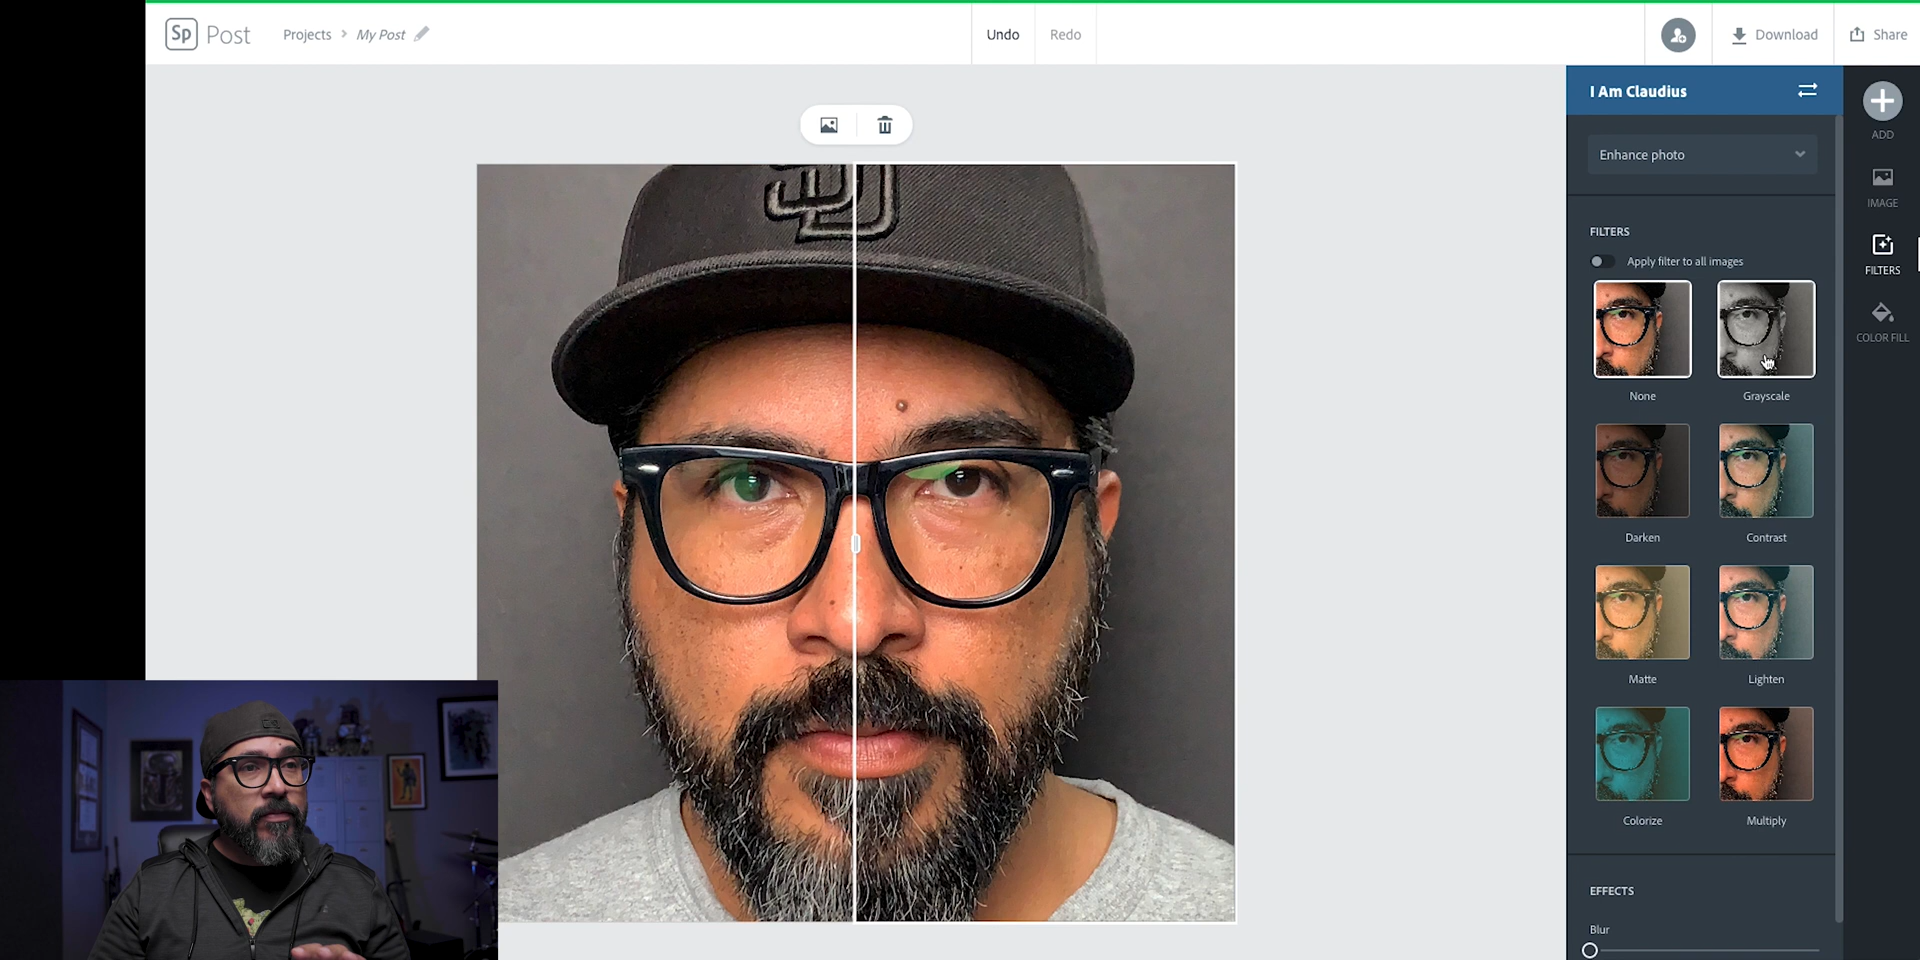 Sp Post
Projects > My Post
Undo
Redo
Download
Share
I Am Claudius
ADD
Enhance photo
IMAGE
FILTERS
Apply filter to all images
FILTERS
COLOR FILL
None
Grayscale
Darken
Contrast
Matte
Lighten
Colorize
Multiply
EFFECTS
Blur
SD